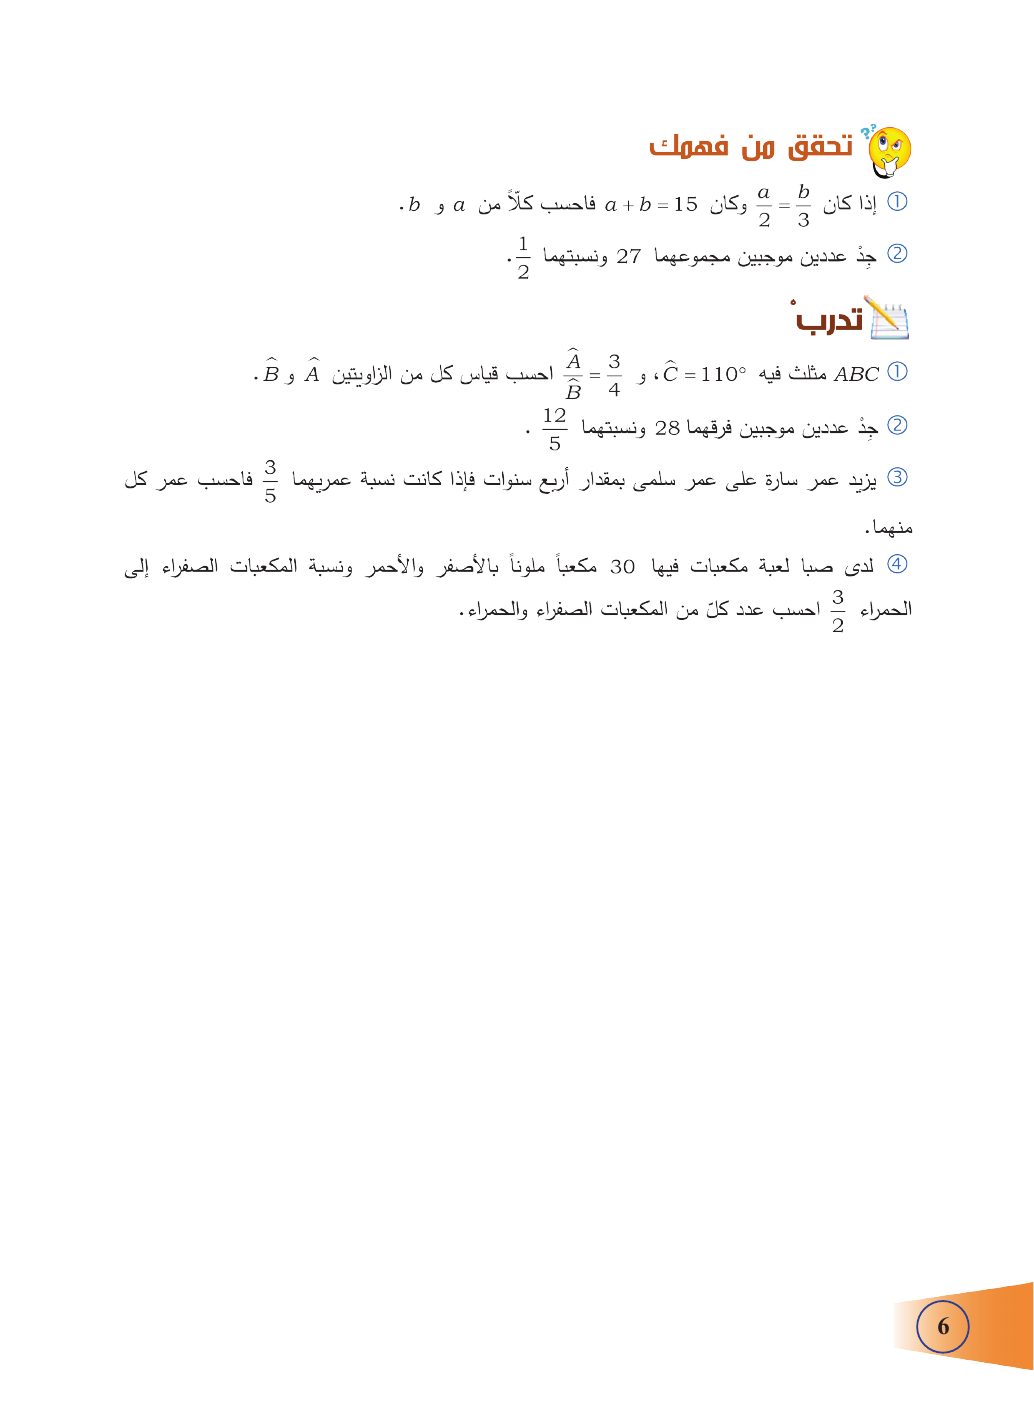 تحقق من فهمك
① إذا كان a/2 = b/3 وكان a + b = 15 فاحسب كلّاً من a و b .
② جِدْ عددين موجبين مجموعهما 27 ونسبتهما 1/2 .
تدربْ
① ABC مثلث فيه Ĉ = 110° ، و Â/B̂ = 3/4 احسب قياس كل من الزاويتين Â و B̂ .
② جِدْ عددين موجبين فرقهما 28 ونسبتهما 12/5 .
③ يزيد عمر سارة على عمر سلمى بمقدار أربع سنوات فإذا كانت نسبة عمريهما 3/5 فاحسب عمر كل
منهما.
④ لدى صبا لعبة مكعبات فيها 30 مكعباً ملوناً بالأصفر والأحمر ونسبة المكعبات الصفراء إلى
الحمراء 3/2 احسب عدد كلّ من المكعبات الصفراء والحمراء.
6